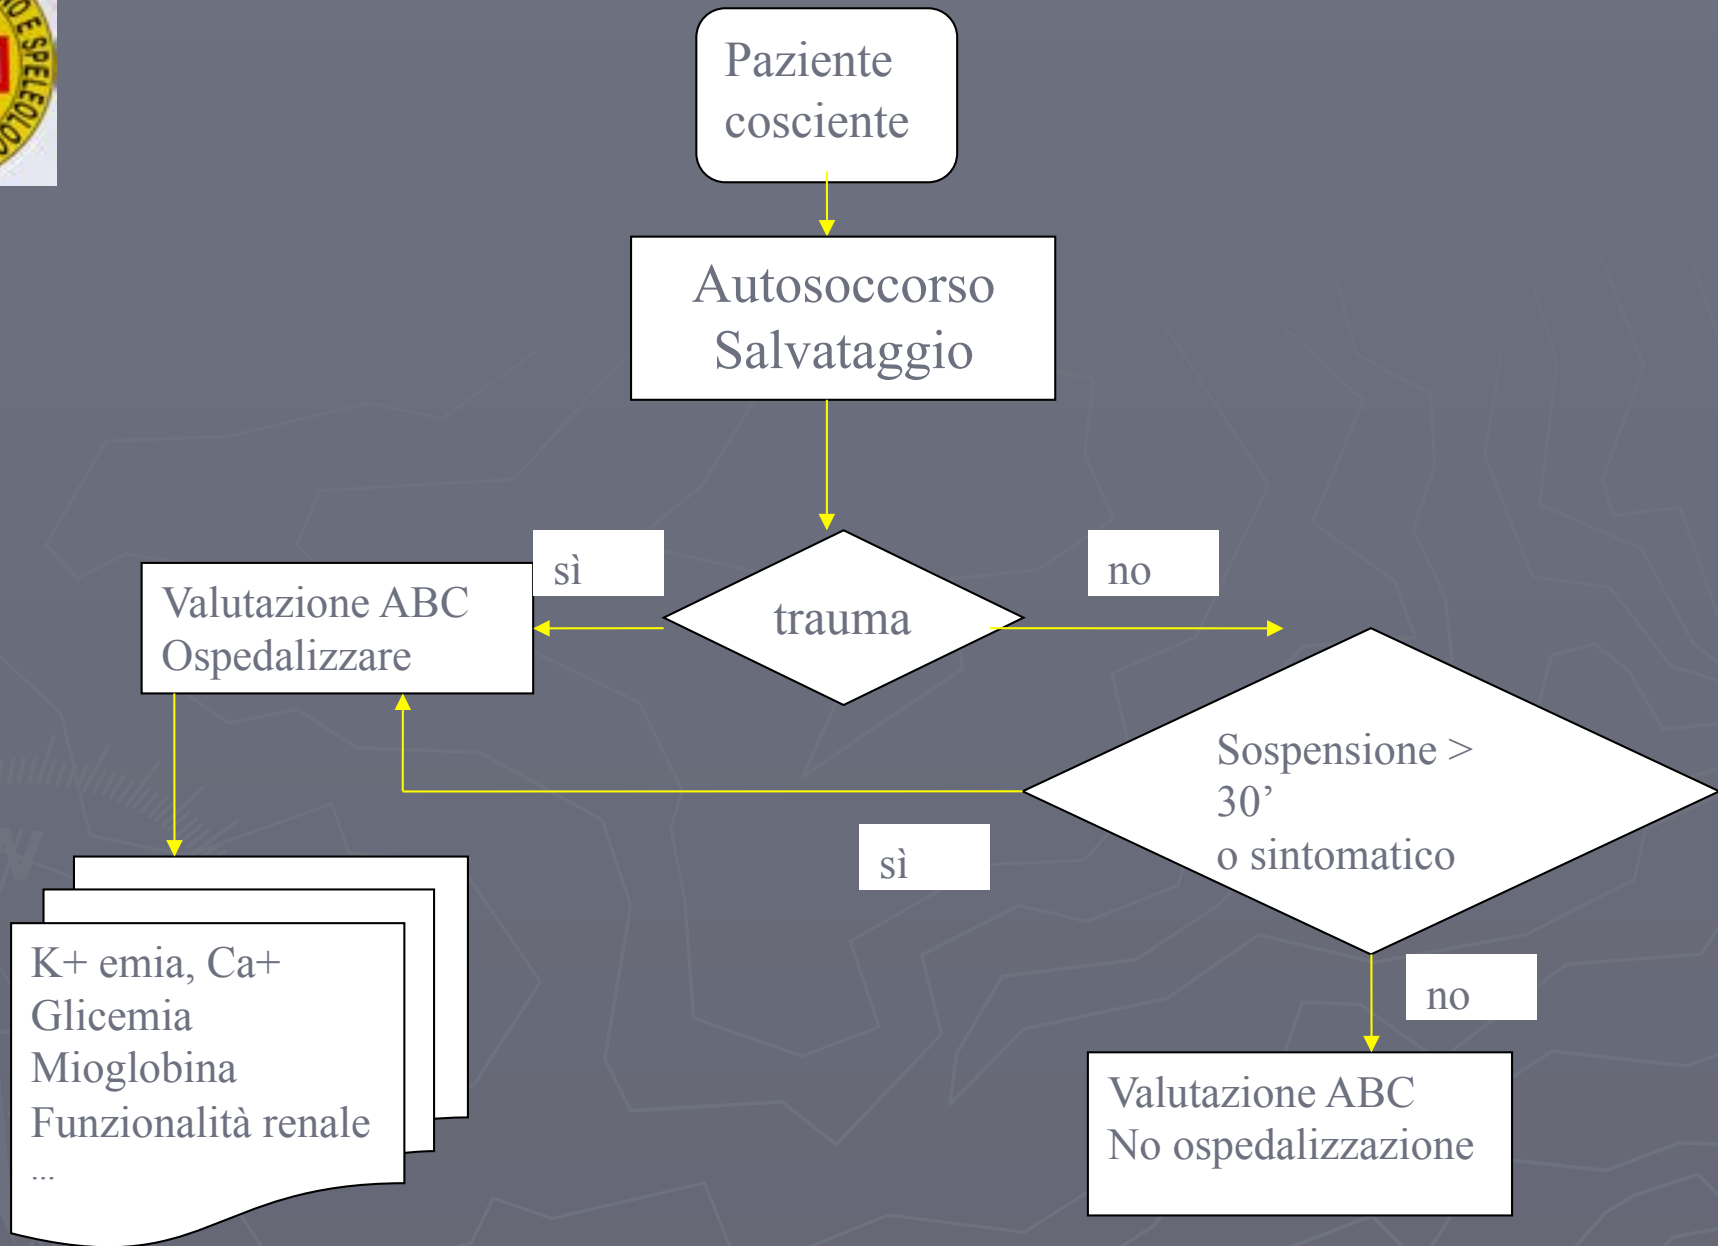 E SPELEOLO
Paziente
cosciente
Autosoccorso
Salvataggio
sì
no
trauma
Valutazione ABC
Ospedalizzare
Sospensione >
30’
o sintomatico
sì
no
K+ emia, Ca+
Glicemia
Mioglobina
Funzionalità renale
...
Valutazione ABC
No ospedalizzazione